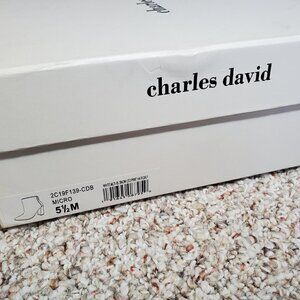 charles david
2C19F139-CDB
MICRO
5½M